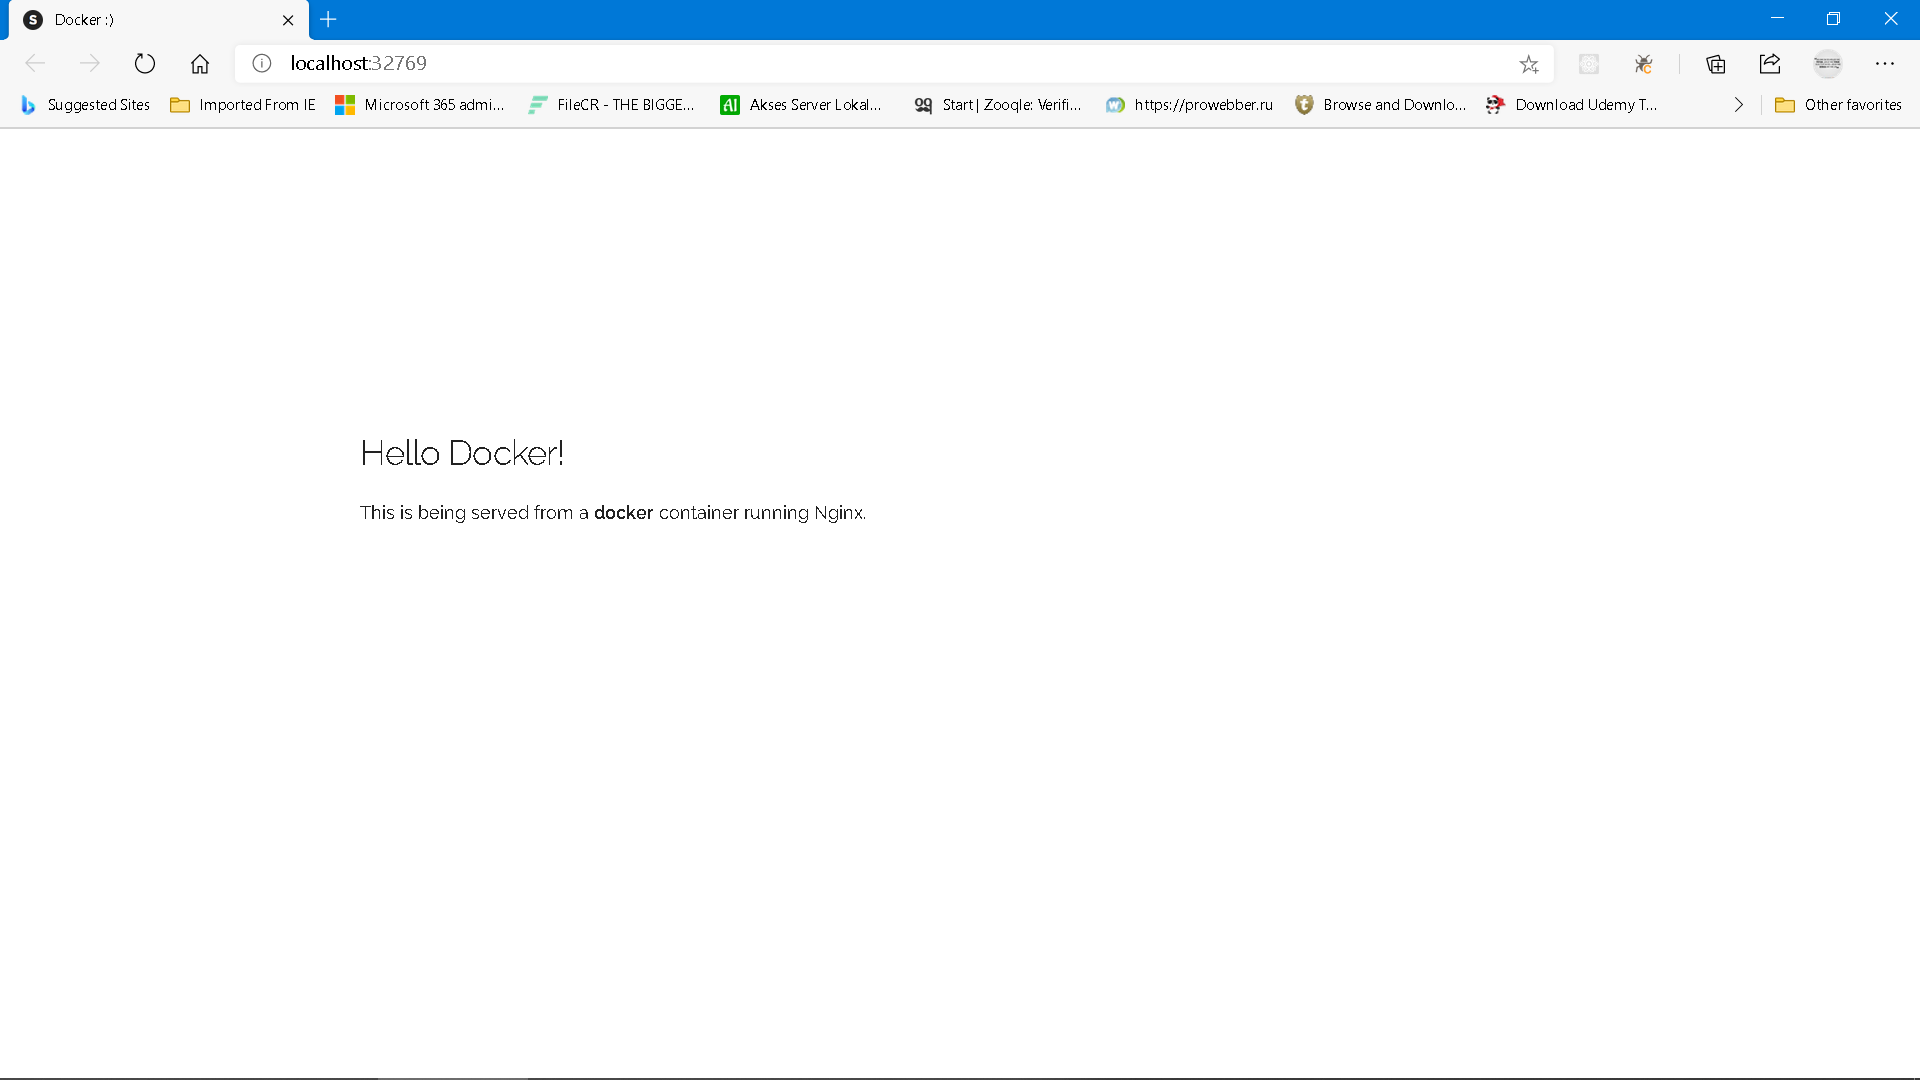 S Docker :)
localhost:32769
Suggested Sites Imported From IE Microsoft 365 admi... FileCR - THE BIGGE... AI Akses Server Lokal... Start | Zooqle: Verifi... https://prowebber.ru Browse and Downlo... Download Udemy T... Other favorites
Hello Docker!
This is being served from a docker container running Nginx.